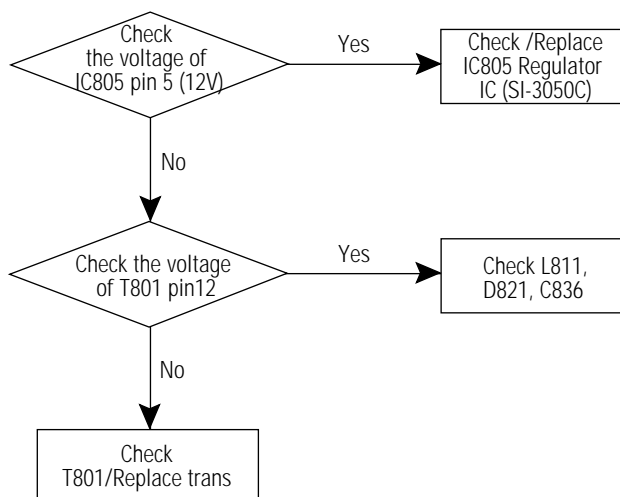 Check
the voltage of
IC805 pin 5 (12V)
Yes
Check /Replace
IC805 Regulator
IC (SI-3050C)
No
Check the voltage
of T801 pin12
Yes
Check L811,
D821, C836
No
Check
T801/Replace trans